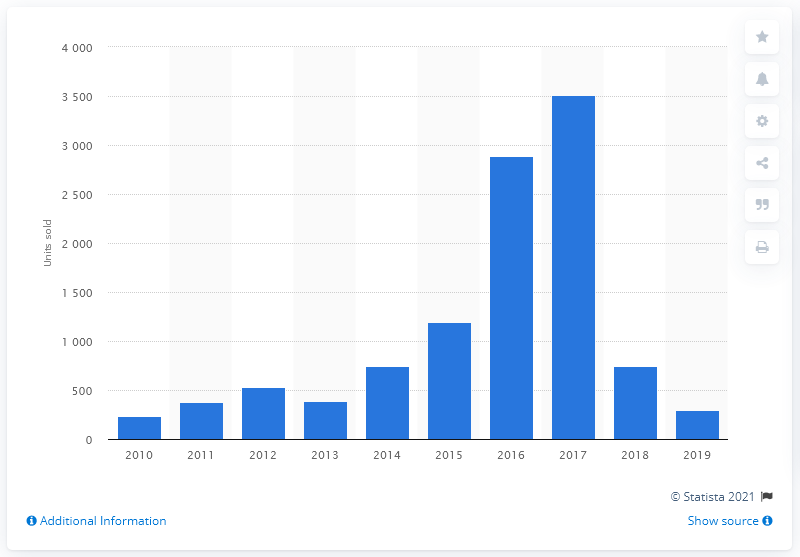 4 000
3 500
3 000
2 500
2 000
1 500
1 000
500
0
Units sold
2010 2011 2012 2013 2014 2015 2016 2017 2018 2019
© Statista 2021
Additional Information
Show source